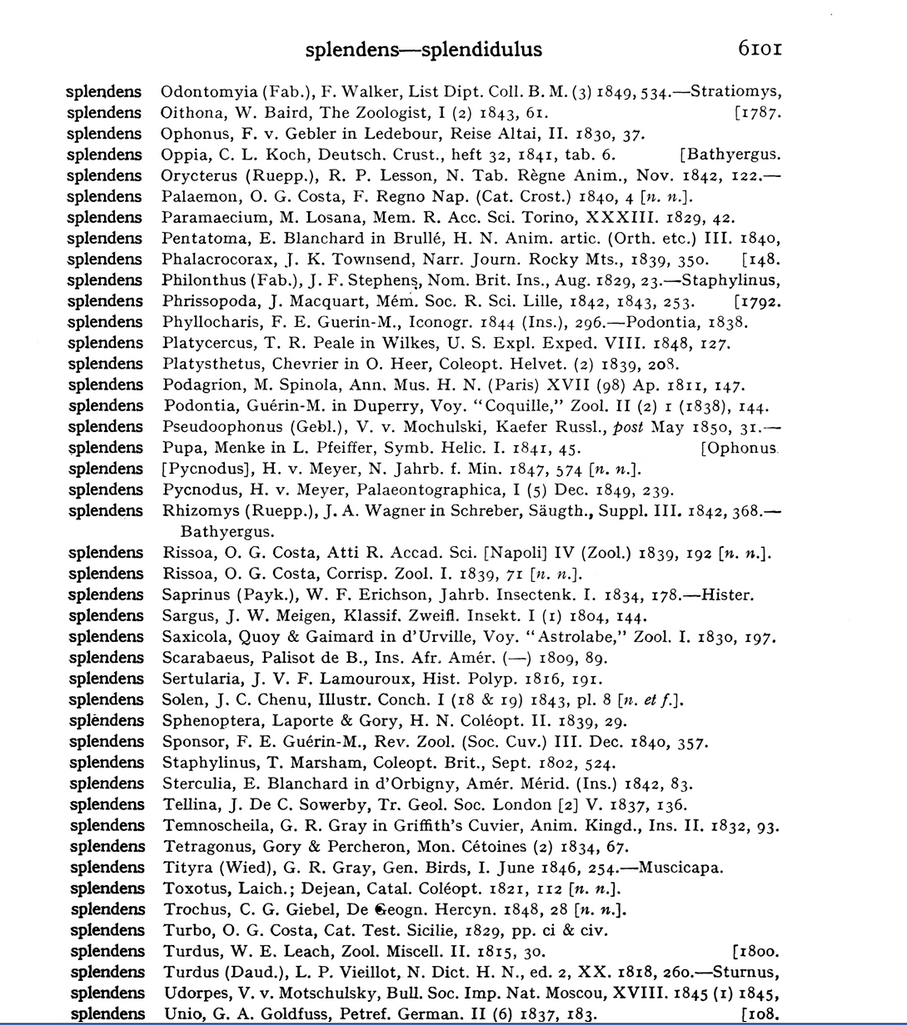 splendens—splendidulus 6101
splendens Odontomyia (Fab.), F. Walker, List Dipt. Coll. B. M. (3) 1849, 534.—Stratiomys,
splendens Oithona, W. Baird, The Zoologist, I (2) 1843, 61. [1787.
splendens Ophonus, F. v. Gebler in Ledebour, Reise Altai, II. 1830, 37.
splendens Oppia, C. L. Koch, Deutsch. Crust., heft 32, 1841, tab. 6. [Bathyergus.
splendens Orycterus (Ruepp.), R. P. Lesson, N. Tab. Règne Anim., Nov. 1842, 122.—
splendens Palaemon, O. G. Costa, F. Regno Nap. (Cat. Crost.) 1840, 4 [n. n.].
splendens Paramaecium, M. Losana, Mem. R. Acc. Sci. Torino, XXXIII. 1829, 42.
splendens Pentatoma, E. Blanchard in Brullé, H. N. Anim. artic. (Orth. etc.) III. 1840,
splendens Phalacrocorax, J. K. Townsend, Narr. Journ. Rocky Mts., 1839, 350. [148.
splendens Philonthus (Fab.), J. F. Stephens, Nom. Brit. Ins., Aug. 1829, 23.—Staphylinus,
splendens Phrissopoda, J. Macquart, Mém. Soc. R. Sci. Lille, 1842, 1843, 253. [1792.
splendens Phyllocharis, F. E. Guerin-M., Iconogr. 1844 (Ins.), 296.—Podontia, 1838.
splendens Platycercus, T. R. Peale in Wilkes, U. S. Expl. Exped. VIII. 1848, 127.
splendens Platysthetus, Chevrier in O. Heer, Coleopt. Helvet. (2) 1839, 208.
splendens Podagrion, M. Spinola, Ann. Mus. H. N. (Paris) XVII (98) Ap. 1811, 147.
splendens Podontia, Guérin-M. in Duperry, Voy. "Coquille," Zool. II (2) 1 (1838), 144.
splendens Pseudoophonus (Gebl.), V. v. Mochulski, Kaefer Russl., post May 1850, 31.—
splendens Pupa, Menke in L. Pfeiffer, Symb. Helic. I. 1841, 45. [Ophonus.
splendens [Pycnodus], H. v. Meyer, N. Jahrb. f. Min. 1847, 574 [n. n.].
splendens Pycnodus, H. v. Meyer, Palaeontographica, I (5) Dec. 1849, 239.
splendens Rhizomys (Ruepp.), J. A. Wagner in Schreber, Säugth., Suppl. III. 1842, 368.—
Bathyergus.
splendens Rissoa, O. G. Costa, Atti R. Accad. Sci. [Napoli] IV (Zool.) 1839, 192 [n. n.].
splendens Rissoa, O. G. Costa, Corrisp. Zool. I. 1839, 71 [n. n.].
splendens Saprinus (Payk.), W. F. Erichson, Jahrb. Insectenk. I. 1834, 178.—Hister.
splendens Sargus, J. W. Meigen, Klassif. Zweifl. Insekt. I (1) 1804, 144.
splendens Saxicola, Quoy & Gaimard in d'Urville, Voy. "Astrolabe," Zool. I. 1830, 197.
splendens Scarabaeus, Palisot de B., Ins. Afr. Amér. (—) 1809, 89.
splendens Sertularia, J. V. F. Lamouroux, Hist. Polyp. 1816, 191.
splendens Solen, J. C. Chenu, Illustr. Conch. I (18 & 19) 1843, pl. 8 [n. et f.].
splendens Sphenoptera, Laporte & Gory, H. N. Coléopt. II. 1839, 29.
splendens Sponsor, F. E. Guérin-M., Rev. Zool. (Soc. Cuv.) III. Dec. 1840, 357.
splendens Staphylinus, T. Marsham, Coleopt. Brit., Sept. 1802, 524.
splendens Sterculia, E. Blanchard in d'Orbigny, Amér. Mérid. (Ins.) 1842, 83.
splendens Tellina, J. De C. Sowerby, Tr. Geol. Soc. London [2] V. 1837, 136.
splendens Temnoscheila, G. R. Gray in Griffith's Cuvier, Anim. Kingd., Ins. II. 1832, 93.
splendens Tetragonus, Gory & Percheron, Mon. Cétoines (2) 1834, 67.
splendens Tityra (Wied), G. R. Gray, Gen. Birds, I. June 1846, 254.—Muscicapa.
splendens Toxotus, Laich.; Dejean, Catal. Coléopt. 1821, 112 [n. n.].
splendens Trochus, C. G. Giebel, De Geogn. Hercyn. 1848, 28 [n. n.].
splendens Turbo, O. G. Costa, Cat. Test. Sicilie, 1829, pp. ci & civ.
splendens Turdus, W. E. Leach, Zool. Miscell. II. 1815, 30. [1800.
splendens Turdus (Daud.), L. P. Vieillot, N. Dict. H. N., ed. 2, XX. 1818, 260.—Sturnus,
splendens Udorpes, V. v. Motschulsky, Bull. Soc. Imp. Nat. Moscou, XVIII. 1845 (1) 1845,
splendens Unio, G. A. Goldfuss, Petref. German. II (6) 1837, 183. [108.